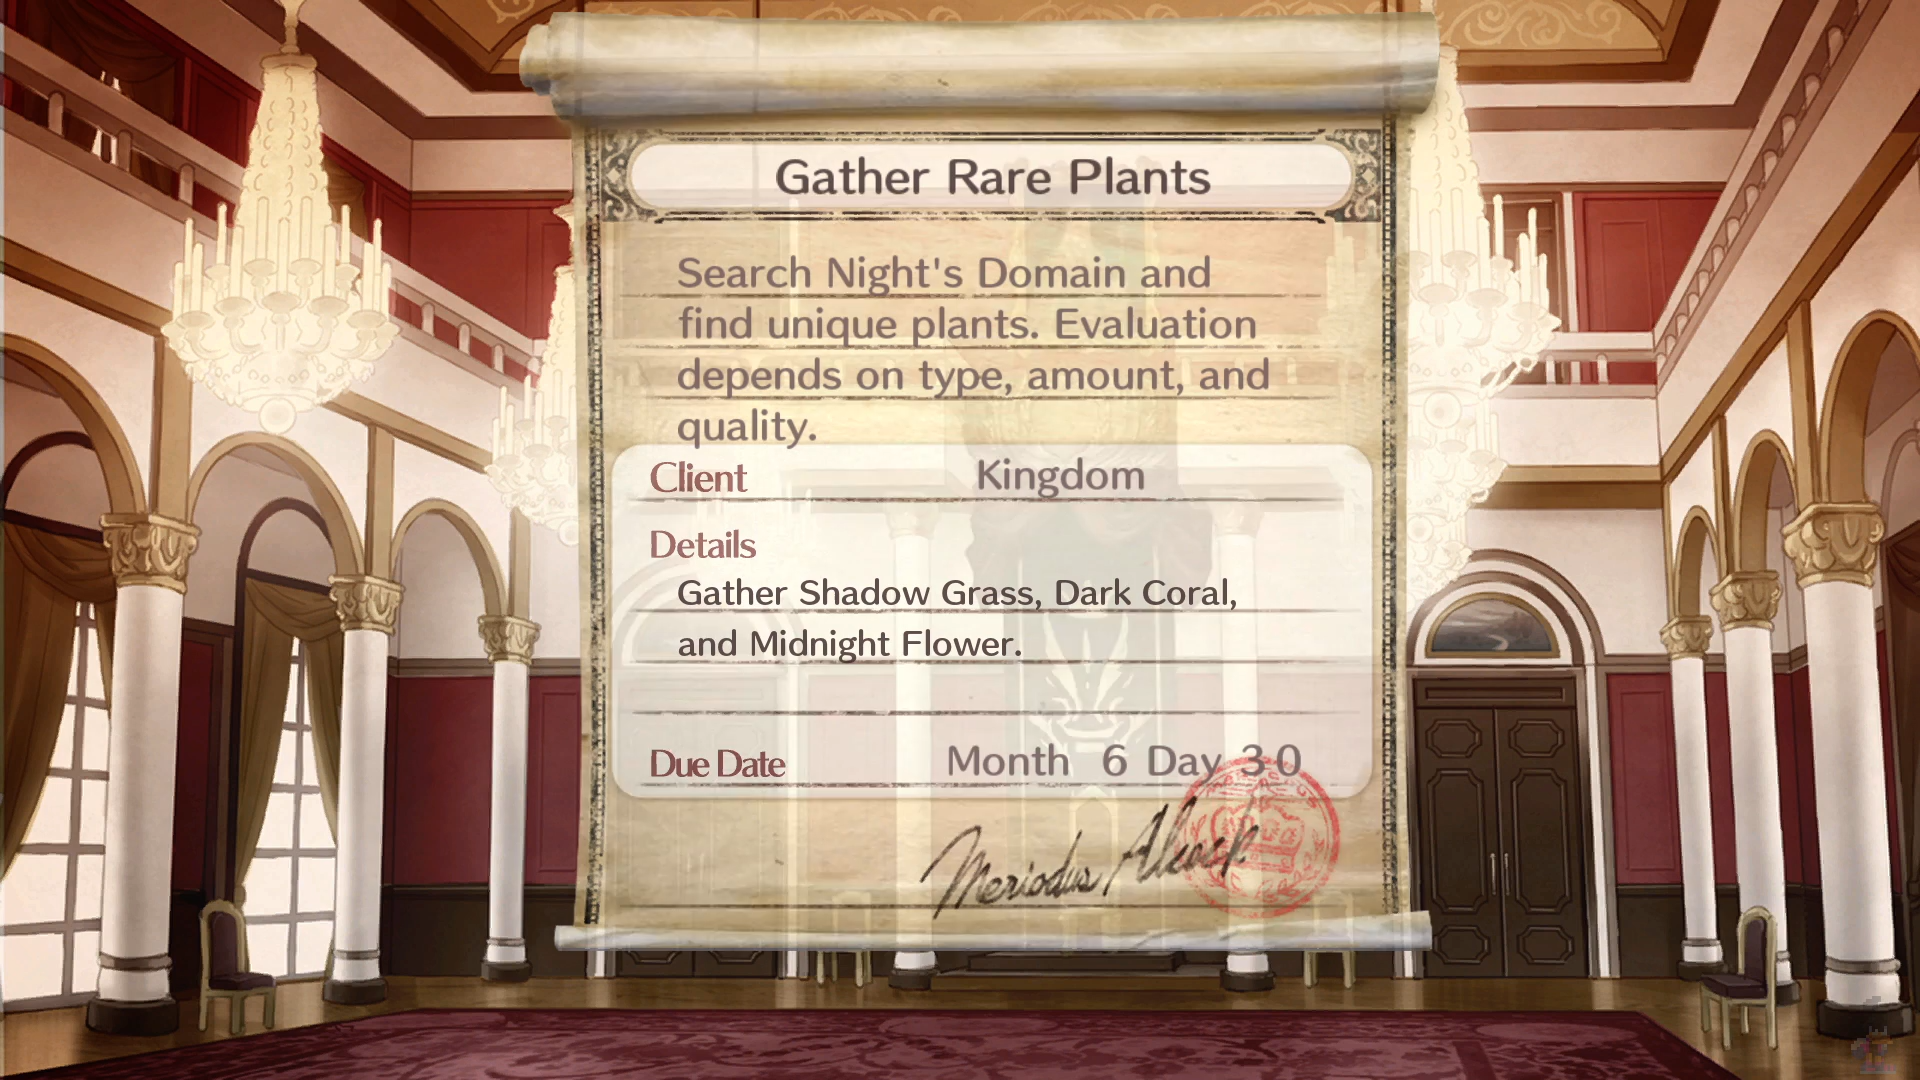 Gather Rare Plants
Search Night's Domain and
find unique plants. Evaluation
depends on type, amount, and
quality.
Client Kingdom
Details
Gather Shadow Grass, Dark Coral,
and Midnight Flower.
Due Date Month 6 Day 30
Meriodus Alcock